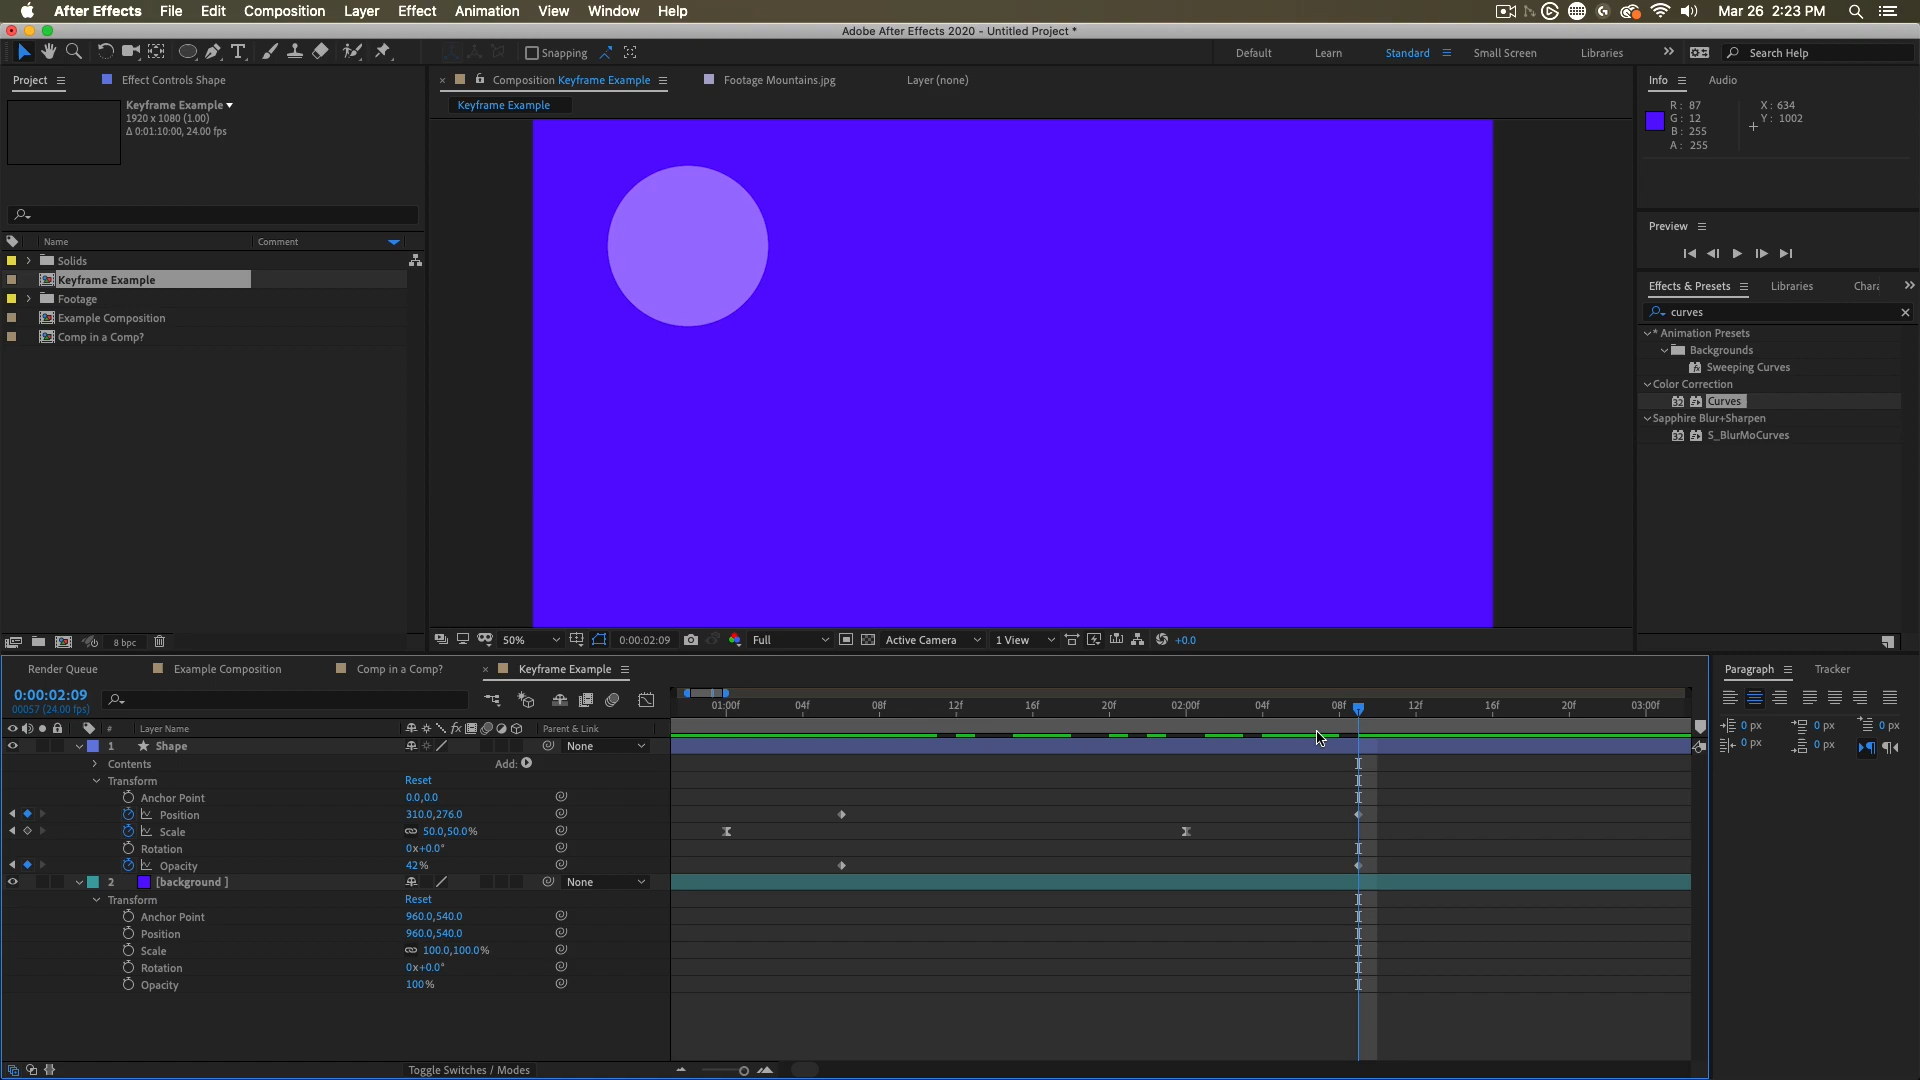 After Effects File Edit Composition Layer Effect Animation View Window Help Mar 26 2:23 PM
Adobe After Effects 2020 - Untitled Project *
Snapping Default Learn Standard Small Screen Libraries Search Help
Project Effect Controls Shape Composition Keyframe Example Footage Mountains.jpg Layer (none) Info Audio
Keyframe Example
1920 x 1080 (1.00)
Δ 0:01:10:00, 24.00 fps
Keyframe Example
R: 87 X: 634
G: 12 Y: 1002
B: 255
A: 255
Preview
Name Comment
Solids
Keyframe Example
Footage
Example Composition
Comp in a Comp?
Effects & Presets Libraries Chara
curves
* Animation Presets
Backgrounds
Sweeping Curves
Color Correction
32 Curves
Sapphire Blur+Sharpen
32 S_BlurMoCurves
8 bpc
50% 0:00:02:09 Full Active Camera 1 View +0.0
Render Queue Example Composition Comp in a Comp? Keyframe Example
Paragraph Tracker
0:00:02:09
00057 (24.00 fps)
01:00f 04f 08f 12f 16f 20f 02:00f 04f 08f 12f 16f 20f 03:00f
# Layer Name fx Parent & Link
1 Shape None
Contents Add:
Transform Reset
Anchor Point 0.0,0.0
Position 310.0,276.0
Scale 50.0,50.0%
Rotation 0x+0.0°
Opacity 42%
2 [background ] None
Transform Reset
Anchor Point 960.0,540.0
Position 960.0,540.0
Scale 100.0,100.0%
Rotation 0x+0.0°
Opacity 100%
0 px 0 px 0 px
0 px 0 px
Toggle Switches / Modes